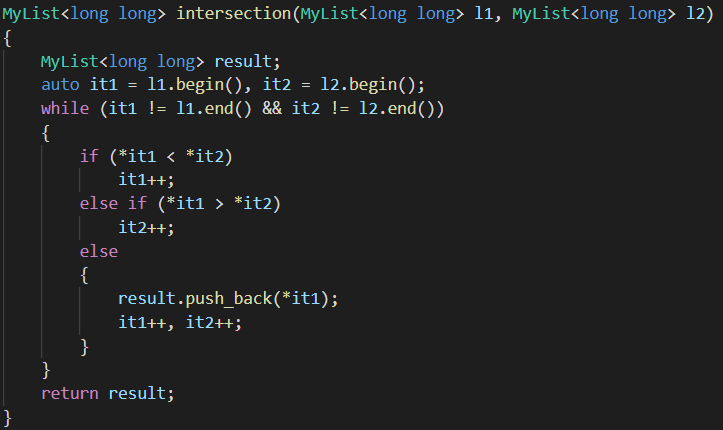 MyList<long long> intersection(MyList<long long> l1, MyList<long long> l2)
{
    MyList<long long> result;
    auto it1 = l1.begin(), it2 = l2.begin();
    while (it1 != l1.end() && it2 != l2.end())
    {
        if (*it1 < *it2)
            it1++;
        else if (*it1 > *it2)
            it2++;
        else
        {
            result.push_back(*it1);
            it1++, it2++;
        }
    }
    return result;
}